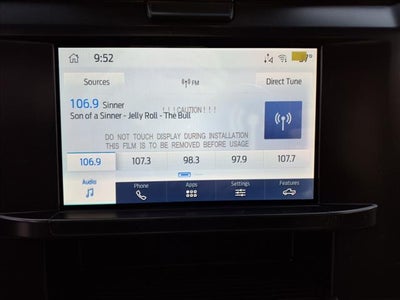 9:52
Sources
FM
Direct Tune
106.9 Sinner
! ! ! CAUTION ! ! !
Son of a Sinner - Jelly Roll - The Bull
DO NOT TOUCH DISPLAY DURING INSTALLATION
THIS FILM IS TO BE REMOVED BEFORE USAGE
106.9 107.3 98.3 97.9 107.7
Audio Phone Apps Settings Features